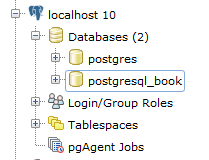 localhost 10
Databases (2)
postgres
postgresql_book
Login/Group Roles
Tablespaces
pgAgent Jobs